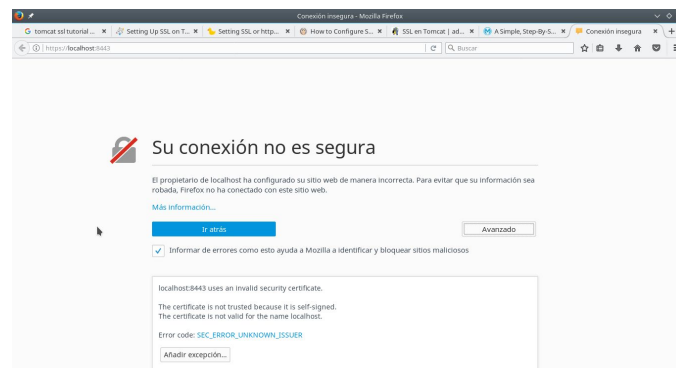 Conexión insegura - Mozilla Firefox
tomcat ssl tutorial ... Setting Up SSL on T... Setting SSL or http... How to Configure S... SSL en Tomcat | ad... A Simple, Step-By-S... Conexión insegura
https://localhost:8443 Buscar
Su conexión no es segura
El propietario de localhost ha configurado su sitio web de manera incorrecta. Para evitar que su información sea
robada, Firefox no ha conectado con este sitio web.
Más información...
Ir atrás Avanzado
Informar de errores como esto ayuda a Mozilla a identificar y bloquear sitios maliciosos
localhost:8443 uses an invalid security certificate.
The certificate is not trusted because it is self-signed.
The certificate is not valid for the name localhost.
Error code: SEC_ERROR_UNKNOWN_ISSUER
Añadir excepción...